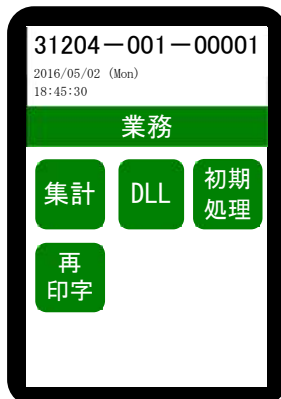 31204－001－00001
2016/05/02 (Mon)
18:45:30
業務
集計
DLL
初期
処理
再
印字